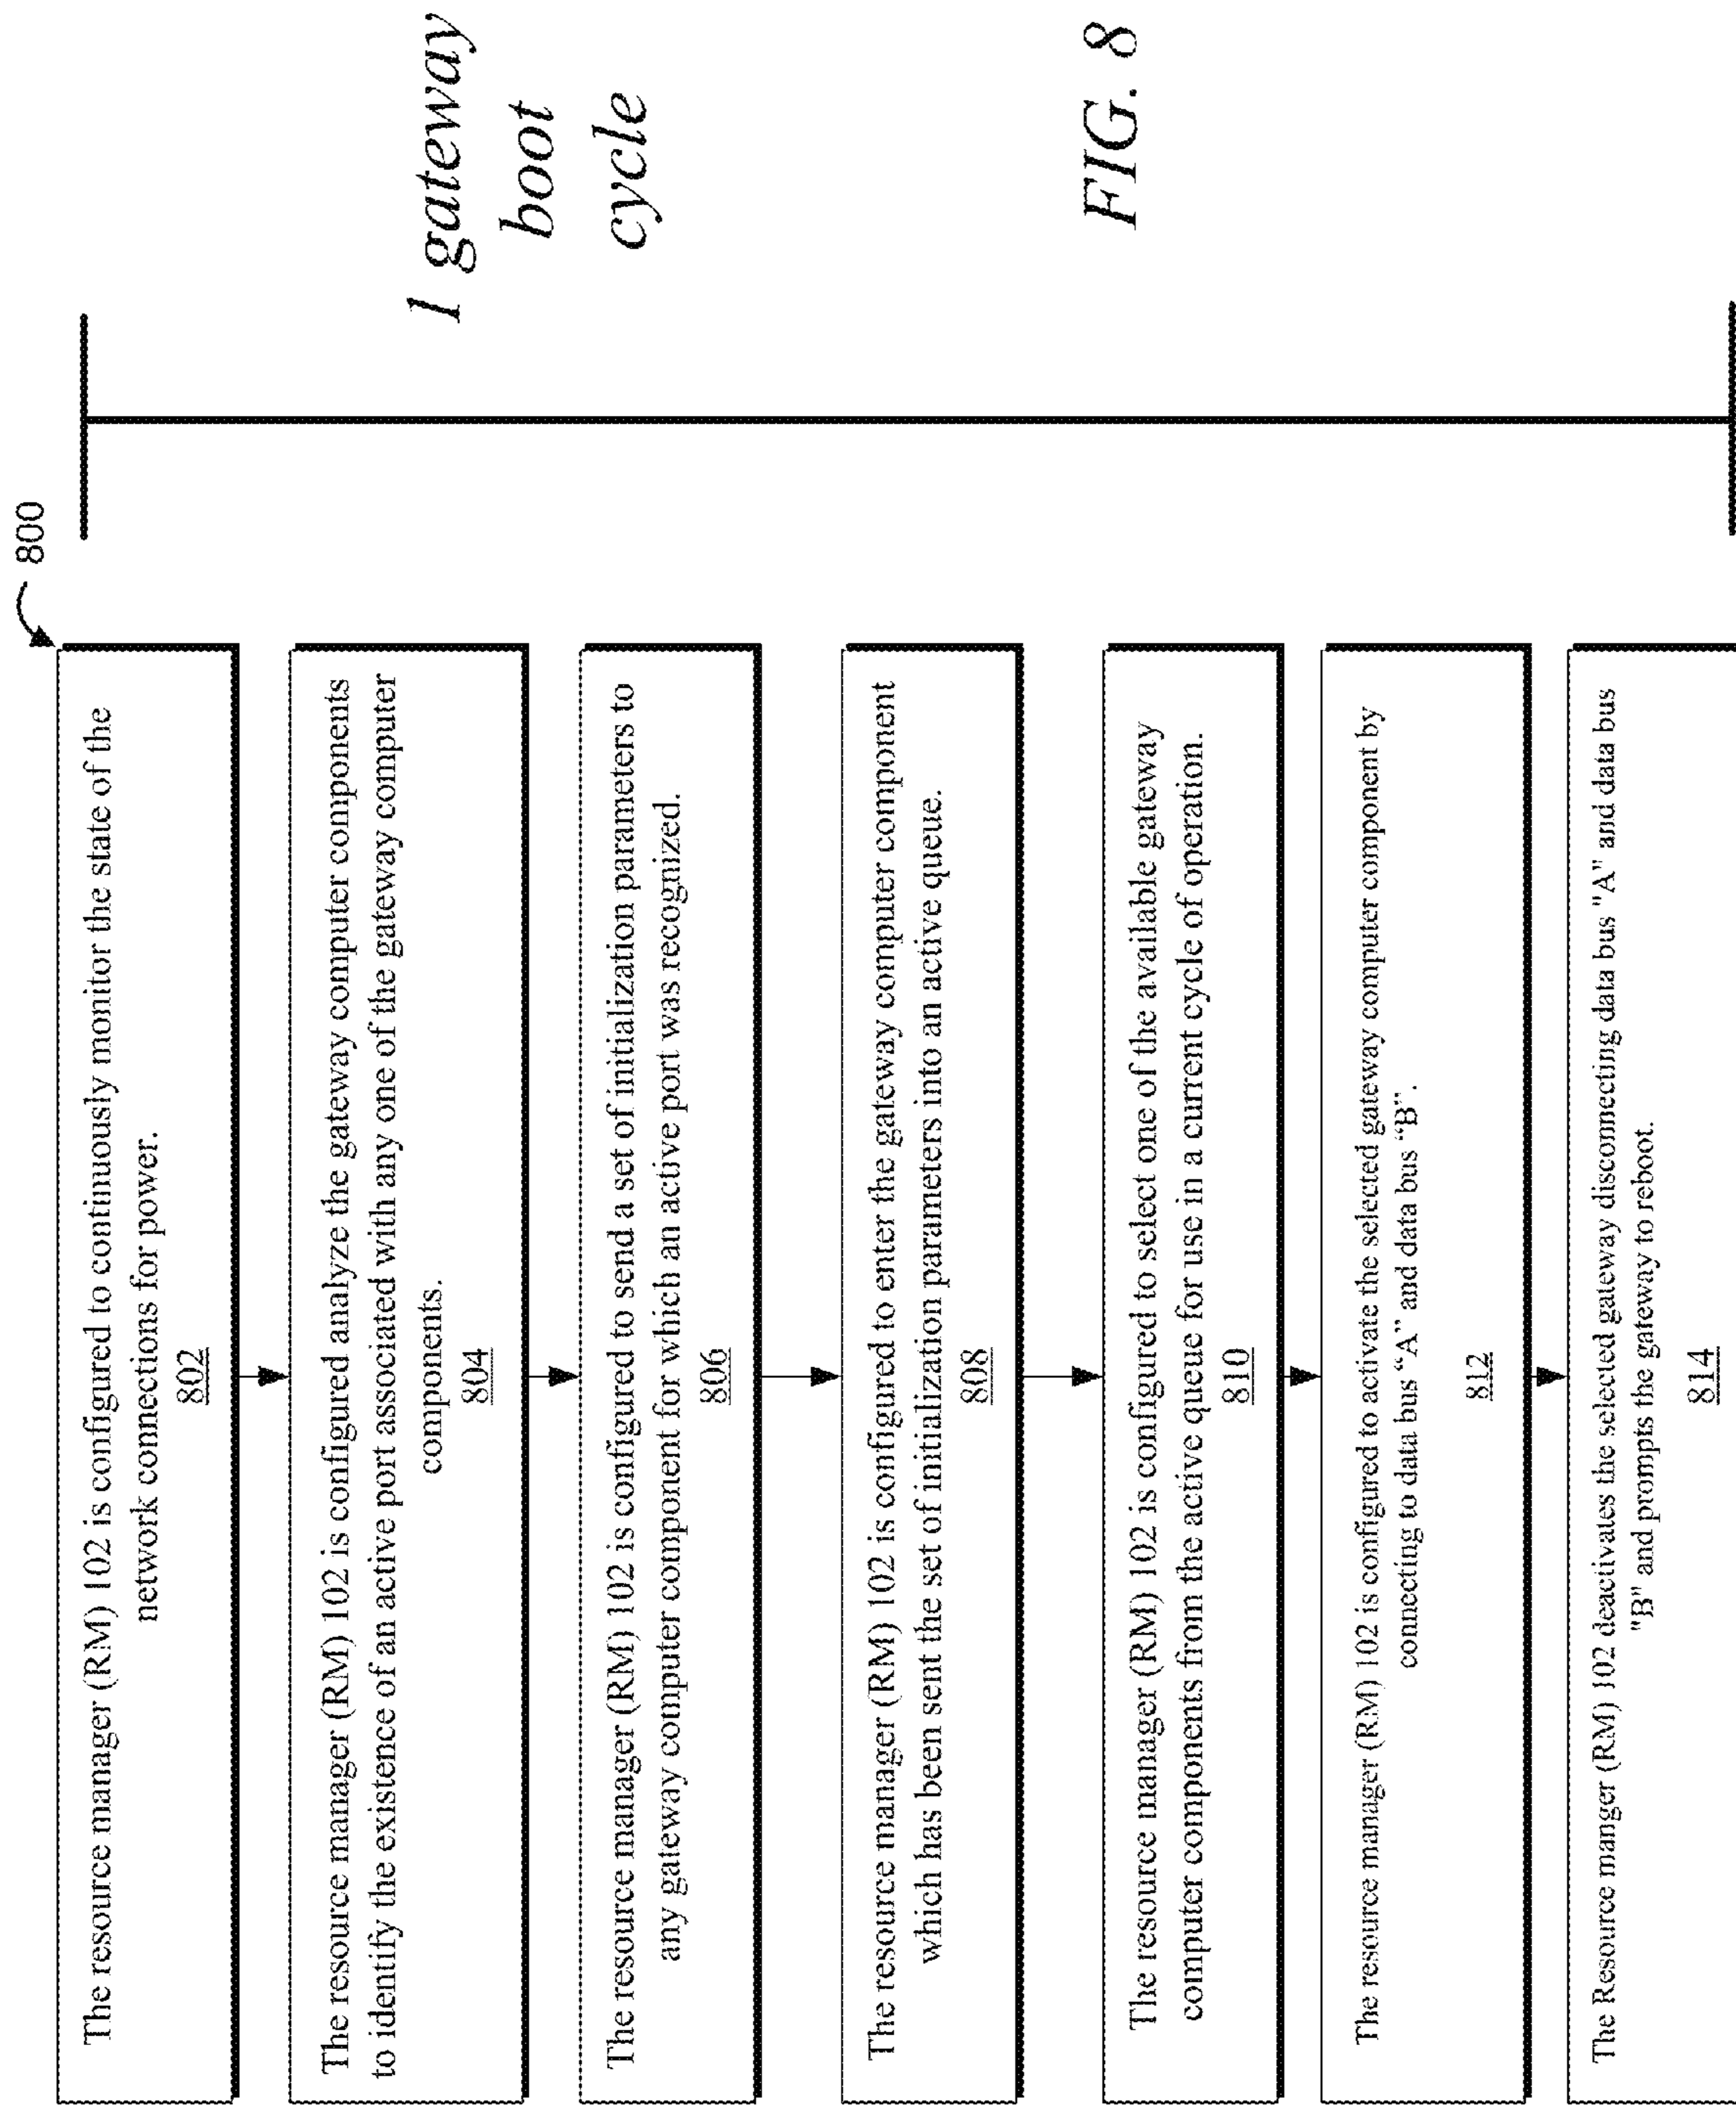 800
The resource manager (RM) 102 is configured to continuously monitor the state of the
network connections for power.
802
The resource manager (RM) 102 is configured analyze the gateway computer components
to identify the existence of an active port associated with any one of the gateway computer
components.
804
The resource manager (RM) 102 is configured to send a set of initialization parameters to
any gateway computer component for which an active port was recognized.
806
The resource manager (RM) 102 is configured to enter the gateway computer component
which has been sent the set of initialization parameters into an active queue.
808
The resource manager (RM) 102 is configured to select one of the available gateway
computer components from the active queue for use in a current cycle of operation.
810
The resource manager (RM) 102 is configured to activate the selected gateway computer component by
connecting to data bus “A” and data bus “B”.
812
The Resource manger (RM) 102 deactivates the selected gateway disconnecting data bus "A" and data bus
"B" and prompts the gateway to reboot.
814
1 gateway
boot
cycle
FIG. 8